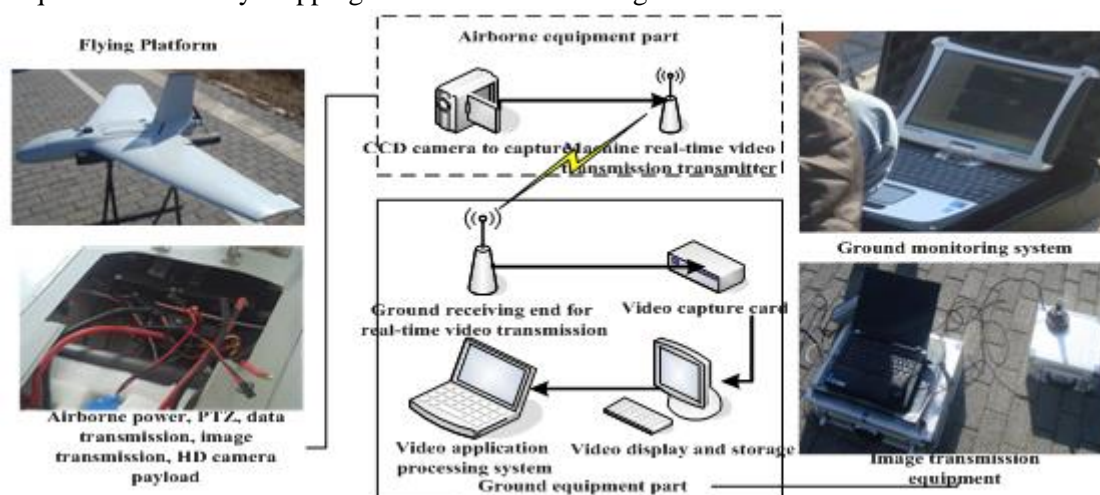 Flying Platform
Airborne equipment part
CCD camera to capture
Machine real-time video
transmission transmitter
Ground monitoring system
Ground receiving end for
real-time video transmission
Video capture card
Airborne power, PTZ, data
transmission, image
transmission, HD camera
payload
Video application
processing system
Video display and storage
Image transmission
equipment
Ground equipment part